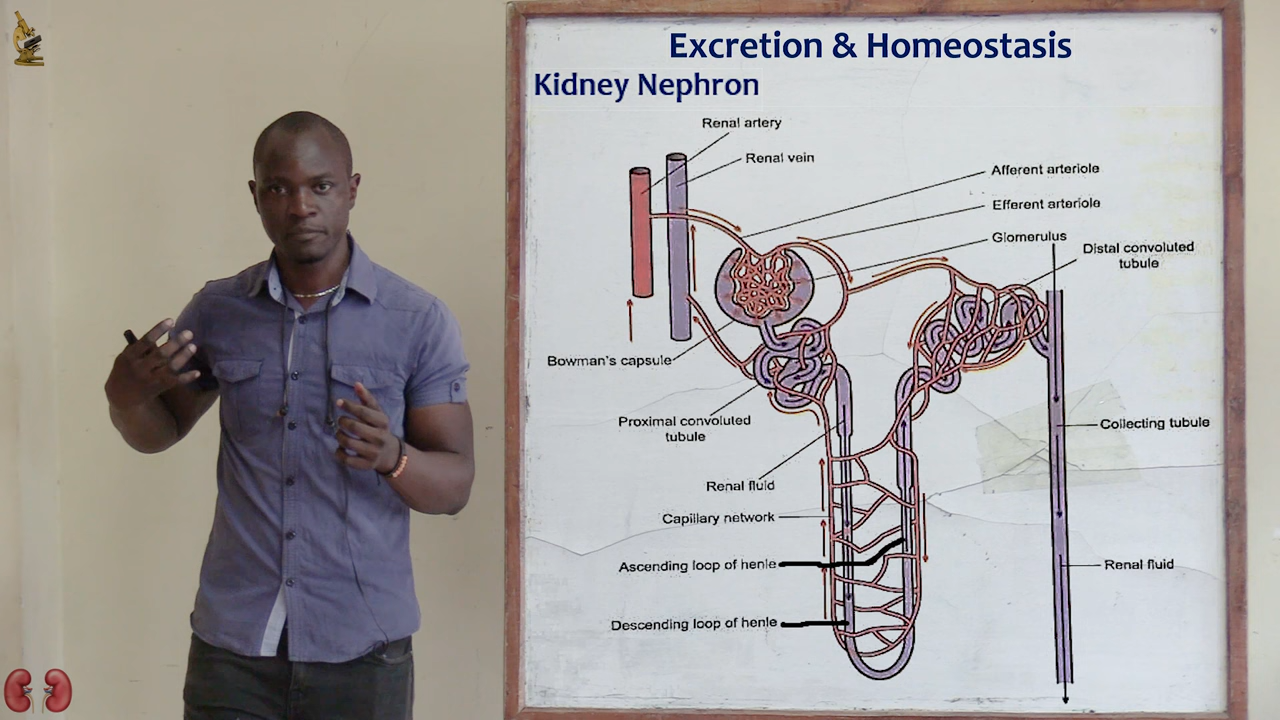 Excretion & Homeostasis
Kidney Nephron
Renal artery
Renal vein
Afferent arteriole
Efferent arteriole
Glomerulus
Distal convoluted
tubule
Bowman's capsule
Proximal convoluted
tubule
Collecting tubule
Renal fluid
Capillary network
Ascending loop of henle
Renal fluid
Descending loop of henle